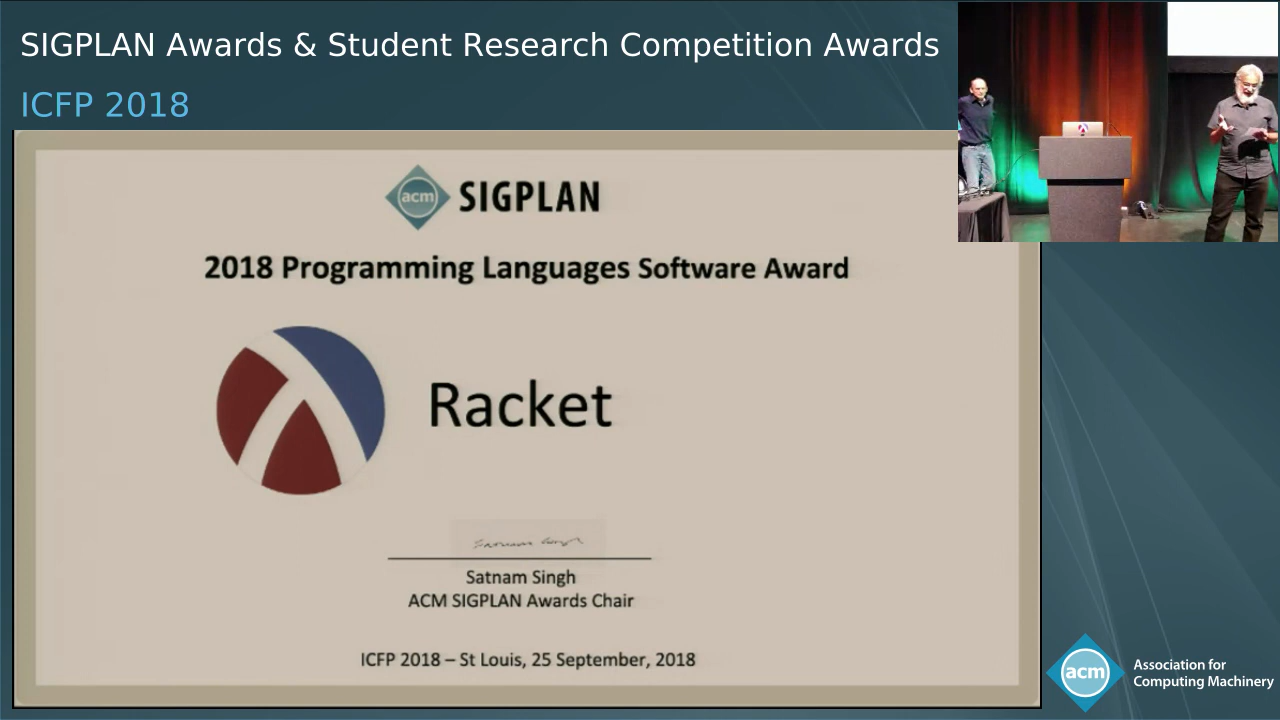 SIGPLAN Awards & Student Research Competition Awards
ICFP 2018
acm SIGPLAN
2018 Programming Languages Software Award
Racket
Satnam Singh
ACM SIGPLAN Awards Chair
ICFP 2018 – St Louis, 25 September, 2018
acm
Association for
Computing Machinery